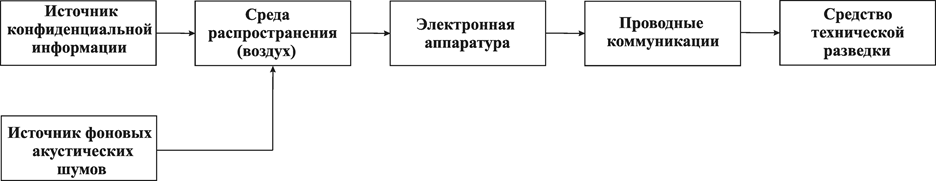 Источник
конфиденциальной
информации
Среда
распространения
(воздух)
Электронная
аппаратура
Проводные
коммуникации
Средство
технической
разведки
Источник фоновых
акустических
шумов